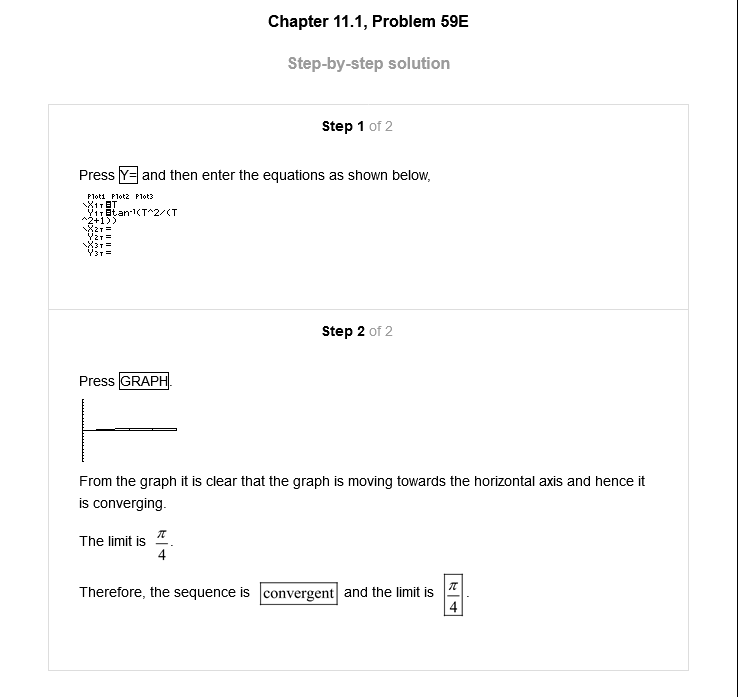 Chapter 11.1, Problem 59E
Step-by-step solution
Step 1 of 2
Press Y= and then enter the equations as shown below,
Plot1 Plot2 Plot3
\X1T=T
Y1T=tan⁻¹(T^2/(T
^2+1))
\X2T=
Y2T=
\X3T=
Y3T=
Step 2 of 2
Press GRAPH.
From the graph it is clear that the graph is moving towards the horizontal axis and hence it
is converging.
The limit is π/4.
Therefore, the sequence is convergent and the limit is π/4.